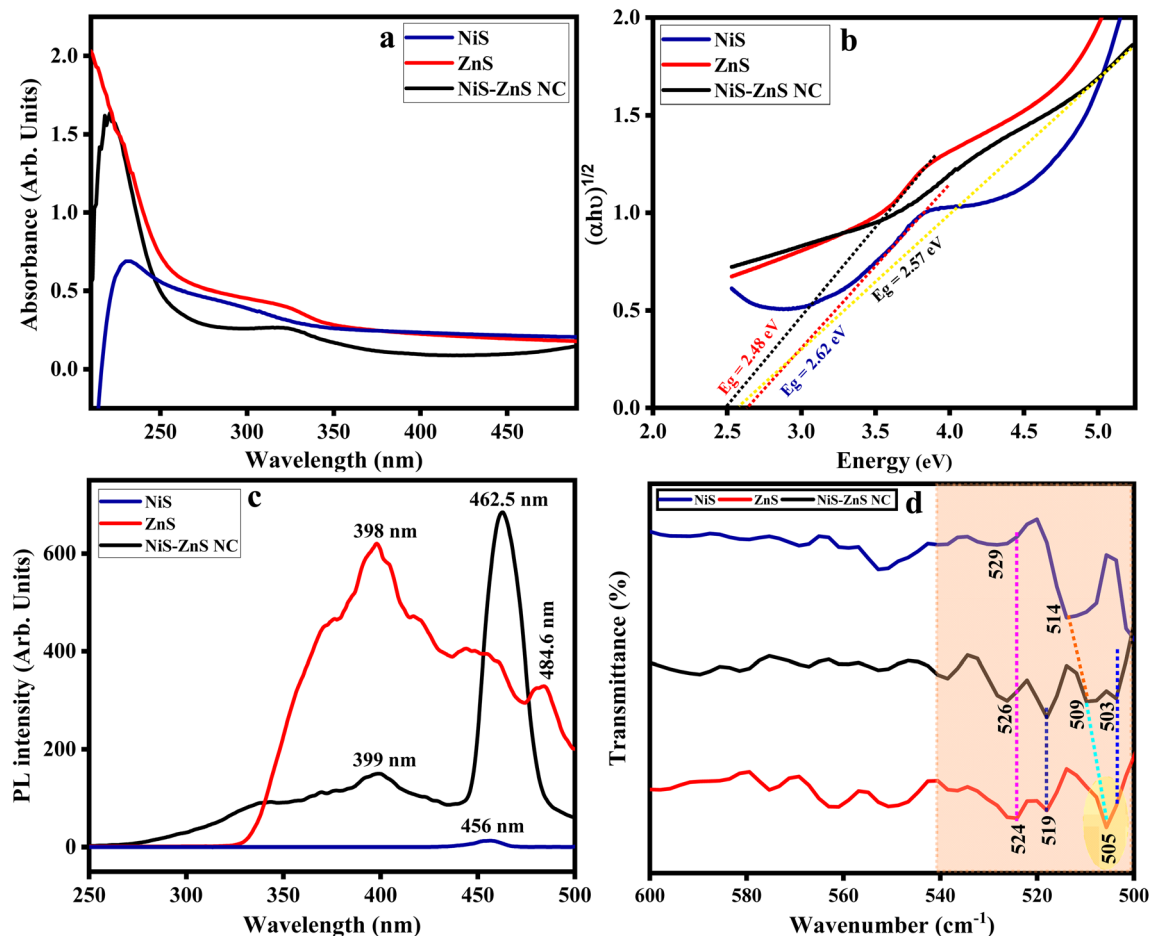 a
NiS
ZnS
NiS-ZnS NC
Absorbance (Arb. Units)
2.0
1.5
1.0
0.5
0.0
250 300 350 400 450
Wavelength (nm)
b
NiS
ZnS
NiS-ZnS NC
(αhυ)1/2
2.0
1.5
1.0
0.5
0.0
Eg = 2.48 eV
Eg = 2.62 eV
Eg = 2.57 eV
2.0 2.5 3.0 3.5 4.0 4.5 5.0
Energy (eV)
c
NiS
ZnS
NiS-ZnS NC
PL intensity (Arb. Units)
600
400
200
0
462.5 nm
398 nm
484.6 nm
399 nm
456 nm
250 300 350 400 450 500
Wavelength (nm)
d
NiS ZnS NiS-ZnS NC
Transmittance (%)
529
514
526
509
503
524
519
505
600 580 560 540 520 500
Wavenumber (cm-1)